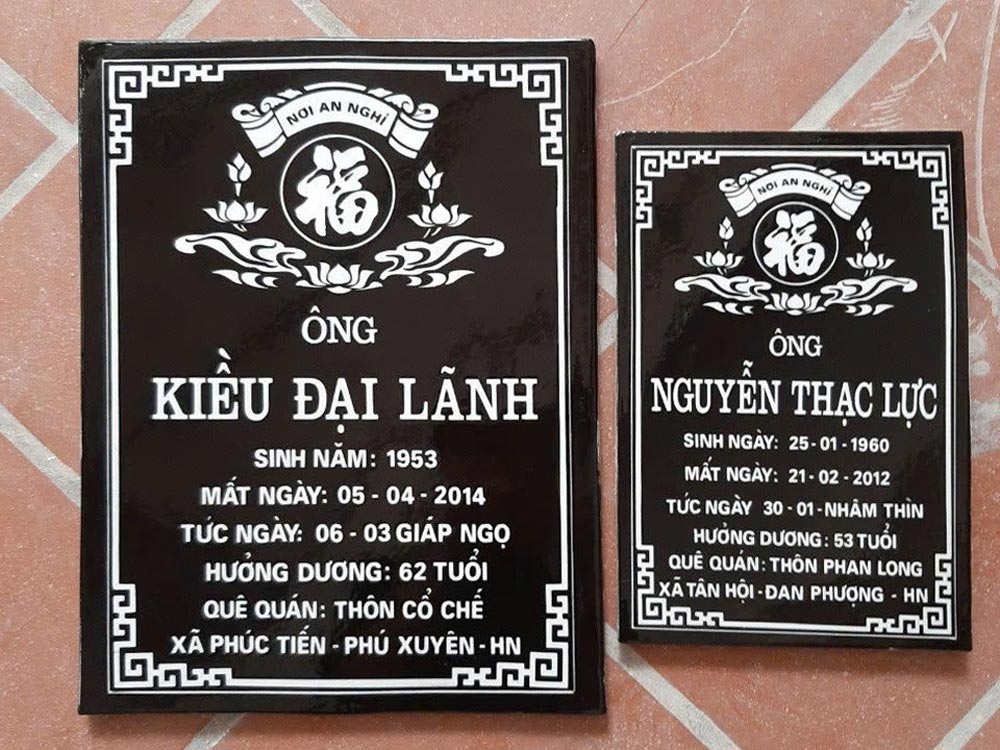 NƠI AN NGHỈ
福
ÔNG
KIỀU ĐẠI LÃNH
SINH NĂM: 1953
MẤT NGÀY: 05 - 04 - 2014
TỨC NGÀY: 06 - 03 GIÁP NGỌ
HƯỞNG DƯƠNG: 62 TUỔI
QUÊ QUÁN: THÔN CỔ CHẾ
XÃ PHÚC TIẾN - PHÚ XUYÊN - HN
NƠI AN NGHỈ
福
ÔNG
NGUYỄN THẠC LỰC
SINH NGÀY: 25 - 01 - 1960
MẤT NGÀY: 21 - 02 - 2012
TỨC NGÀY 30 - 01 - NHÂM THÌN
HƯỞNG DƯƠNG: 53 TUỔI
QUÊ QUÁN: THÔN PHAN LONG
XÃ TÂN HỘI - ĐAN PHƯỢNG - HN